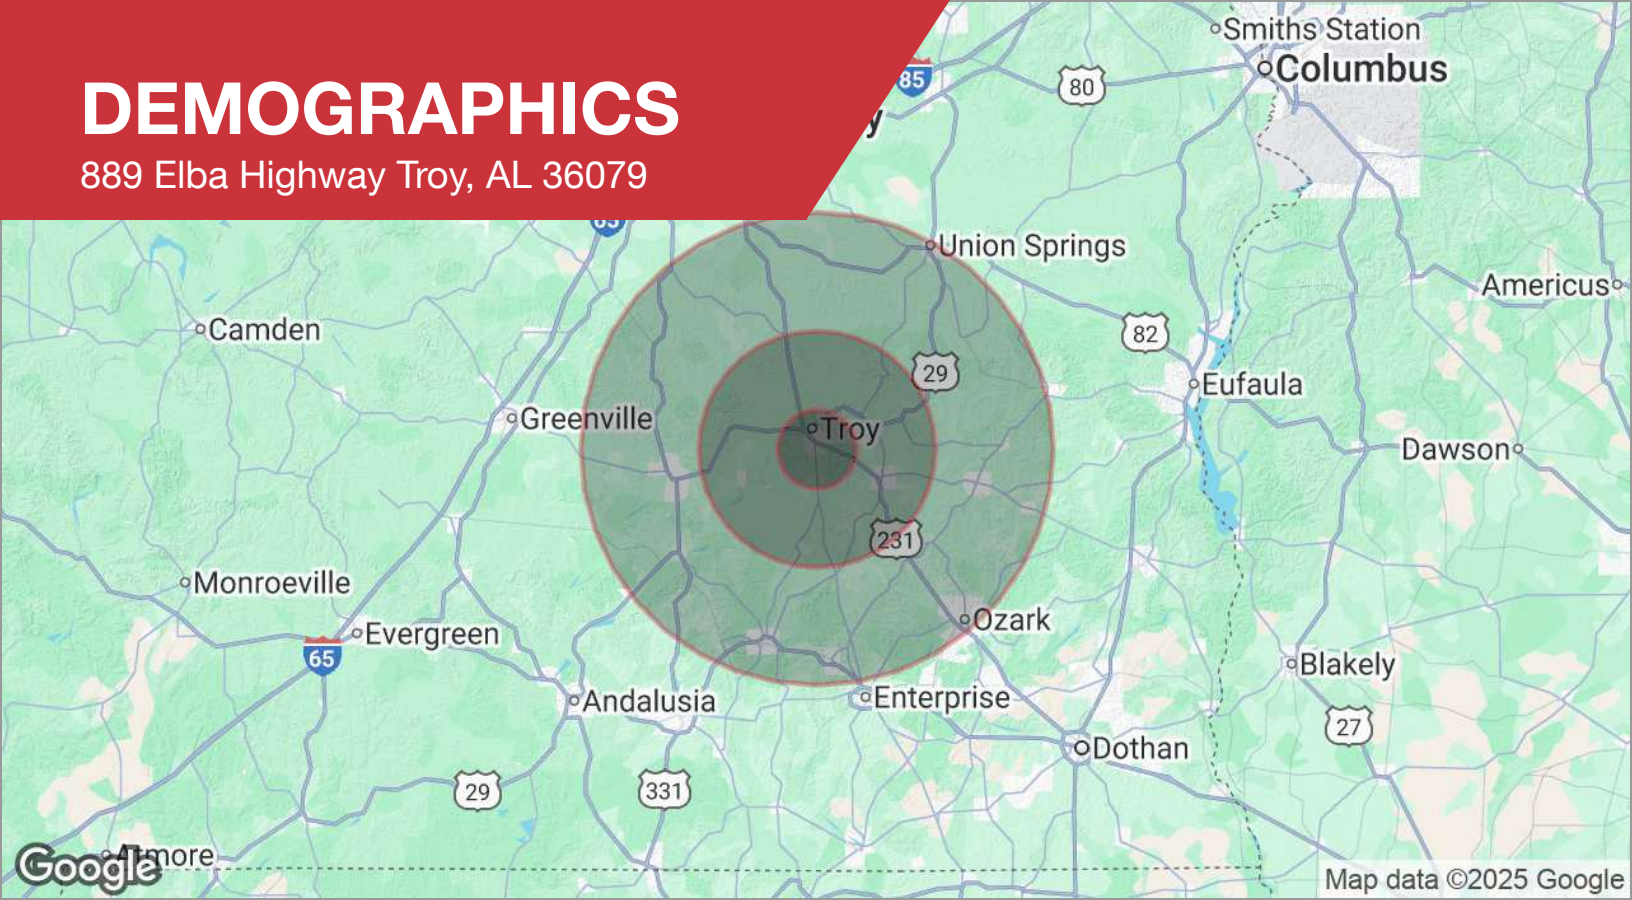 DEMOGRAPHICS
889 Elba Highway Troy, AL 36079
Smiths Station
Columbus
85
80
y
65
Union Springs
Americus
Camden
82
29
Eufaula
Greenville
Troy
Dawson
231
Monroeville
Ozark
Evergreen
65
Blakely
Andalusia
Enterprise
27
Dothan
29
331
Atmore
Google
Map data ©2025 Google